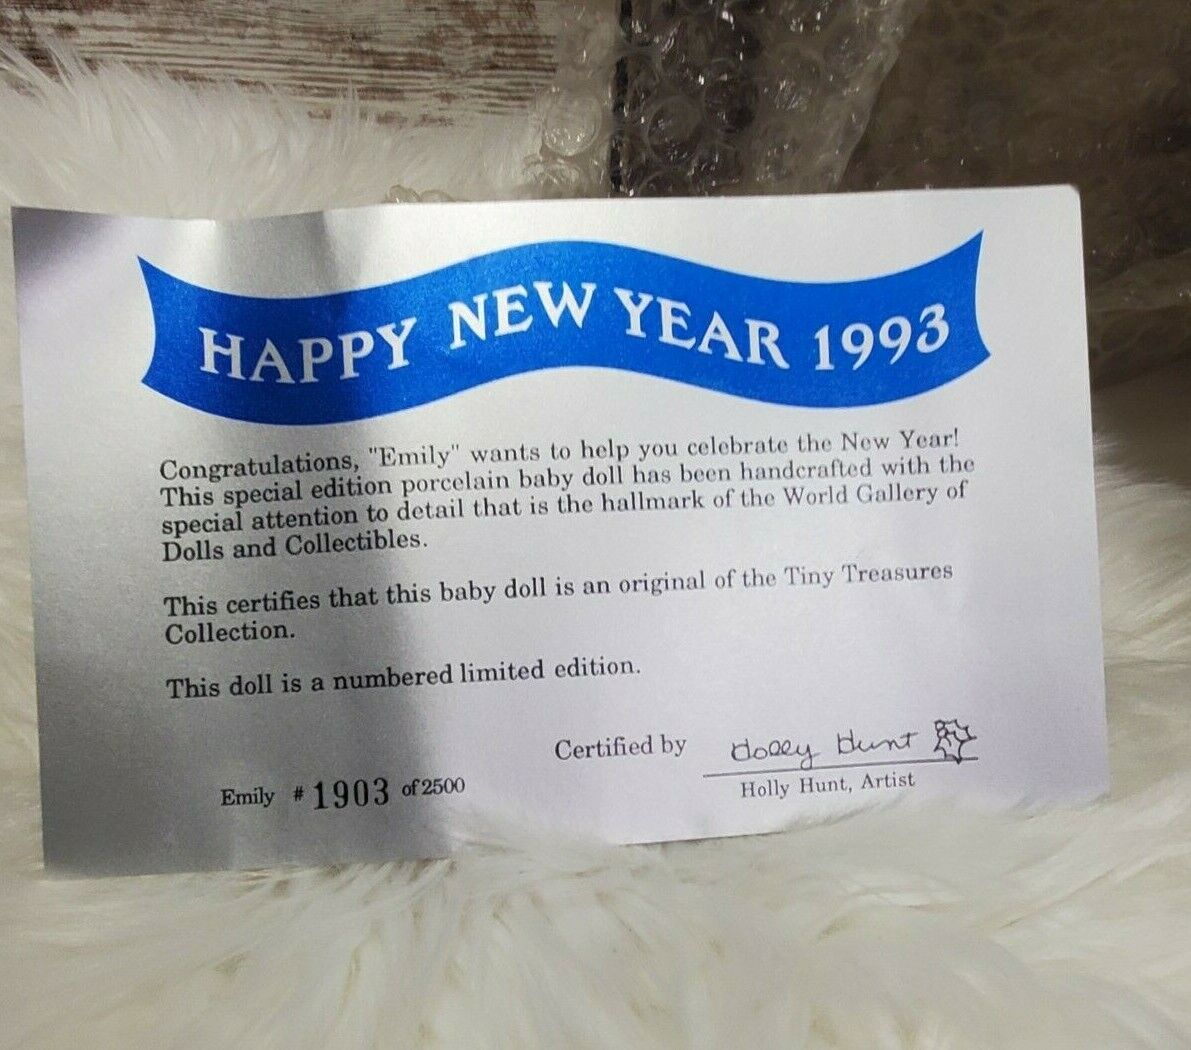 HAPPY NEW YEAR 1993
Congratulations, "Emily" wants to help you celebrate the New Year!
This special edition porcelain baby doll has been handcrafted with the
special attention to detail that is the hallmark of the World Gallery of
Dolls and Collectibles.
This certifies that this baby doll is an original of the Tiny Treasures
Collection.
This doll is a numbered limited edition.
Certified by Holly Hunt
Holly Hunt, Artist
Emily # 1903 of 2500